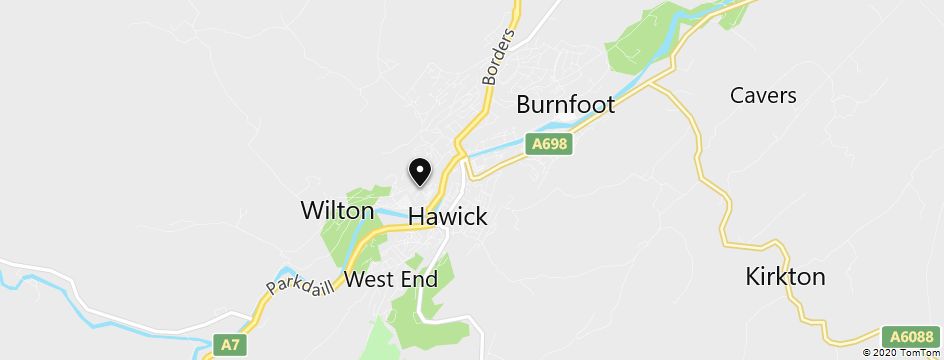 Borders
Burnfoot
Cavers
A698
Wilton
Hawick
West End
Kirkton
Parkdaill
A7
A6088
© 2020 TomTom